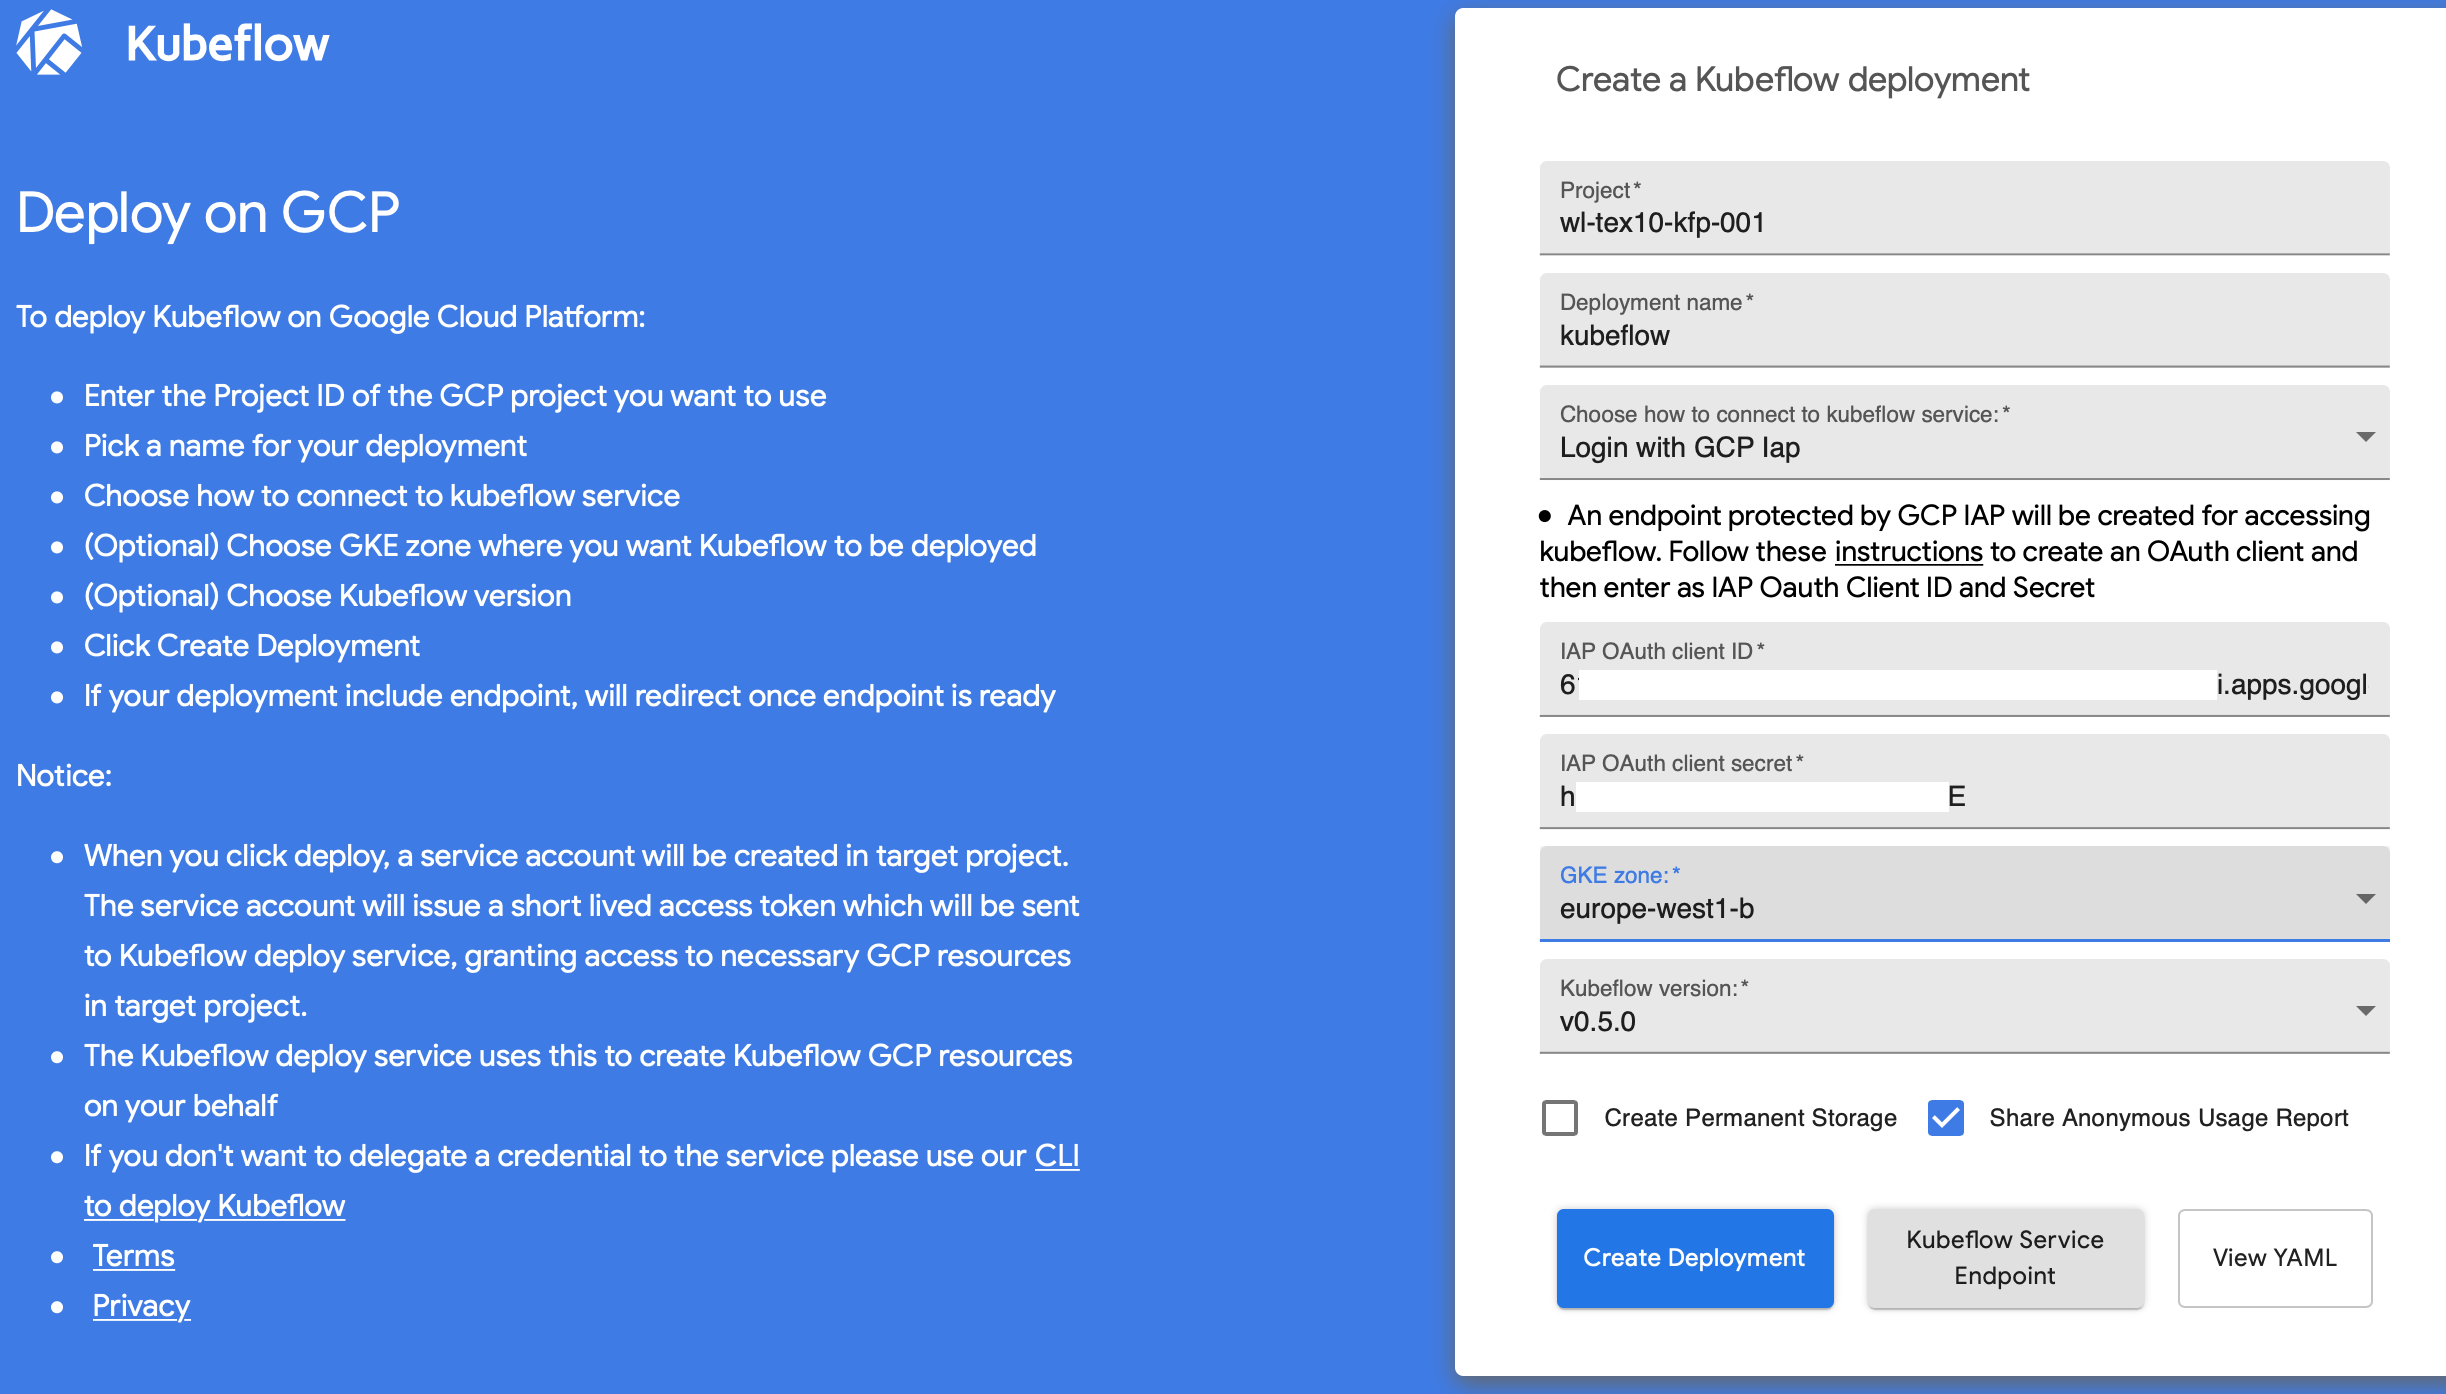 Kubeflow
Deploy on GCP
To deploy Kubeflow on Google Cloud Platform:
Enter the Project ID of the GCP project you want to use
Pick a name for your deployment
Choose how to connect to kubeflow service
(Optional) Choose GKE zone where you want Kubeflow to be deployed
(Optional) Choose Kubeflow version
Click Create Deployment
If your deployment include endpoint, will redirect once endpoint is ready
Notice:
When you click deploy, a service account will be created in target project.
The service account will issue a short lived access token which will be sent
to Kubeflow deploy service, granting access to necessary GCP resources
in target project.
The Kubeflow deploy service uses this to create Kubeflow GCP resources
on your behalf
If you don't want to delegate a credential to the service please use our CLI
to deploy Kubeflow
Terms
Privacy
Create a Kubeflow deployment
Project*
wl-tex10-kfp-001
Deployment name*
kubeflow
Choose how to connect to kubeflow service:*
Login with GCP Iap
• An endpoint protected by GCP IAP will be created for accessing
kubeflow. Follow these instructions to create an OAuth client and
then enter as IAP Oauth Client ID and Secret
IAP OAuth client ID*
6 i.apps.googl
IAP OAuth client secret*
h E
GKE zone:*
europe-west1-b
Kubeflow version:*
v0.5.0
Create Permanent Storage
Share Anonymous Usage Report
Create Deployment
Kubeflow Service
Endpoint
View YAML